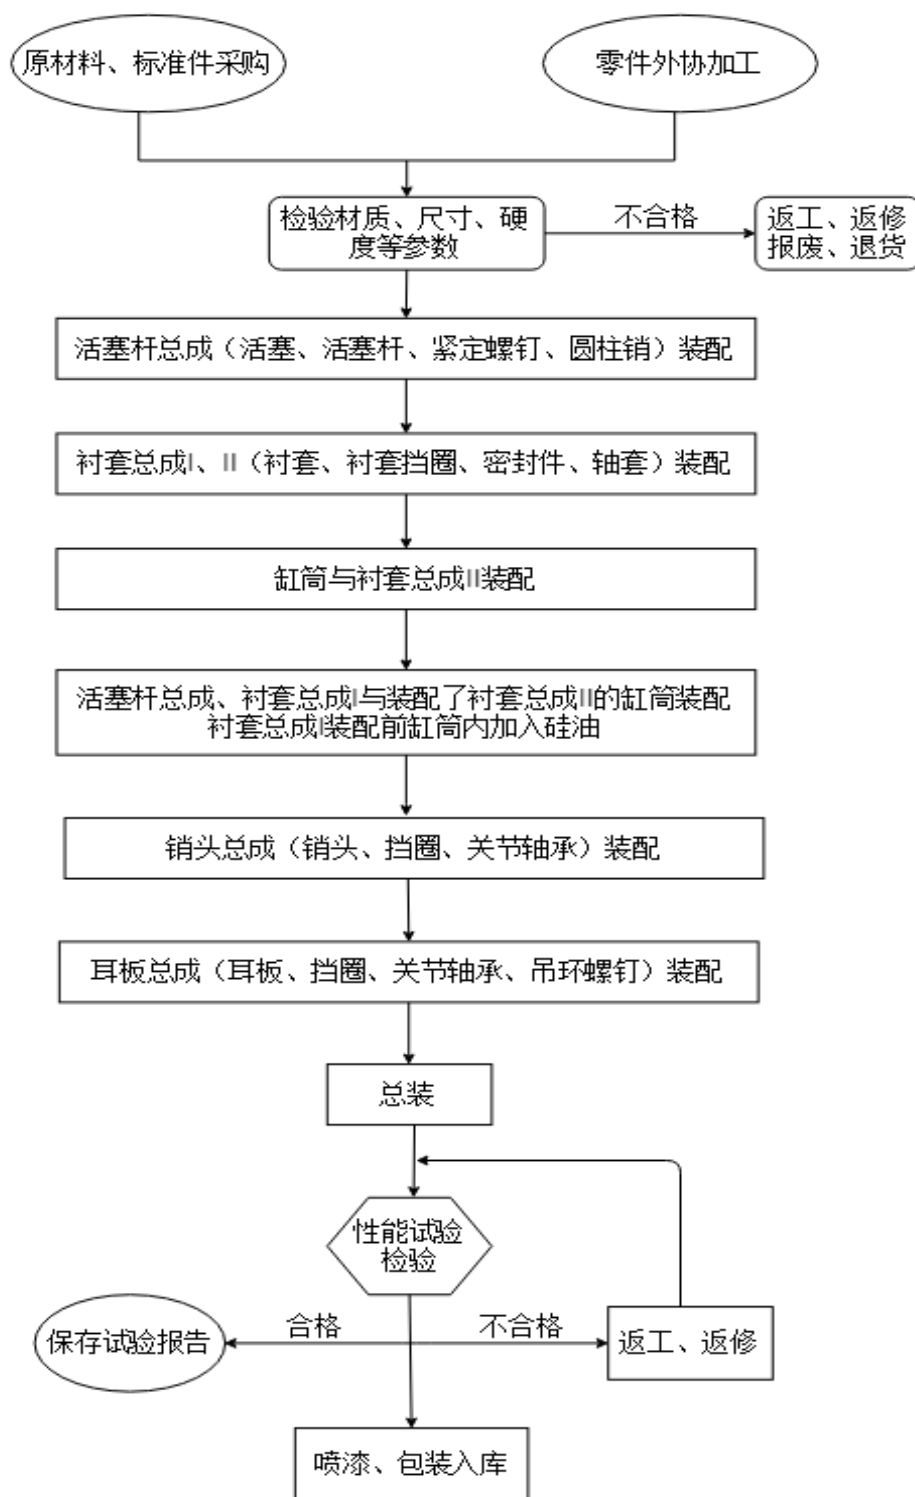 原材料、标准件采购
零件外协加工
检验材质、尺寸、硬
度等参数
不合格
返工、返修
报废、退货
活塞杆总成（活塞、活塞杆、紧定螺钉、圆柱销）装配
衬套总成I、II（衬套、衬套挡圈、密封件、轴套）装配
缸筒与衬套总成II装配
活塞杆总成、衬套总成I与装配了衬套总成II的缸筒装配
衬套总成I装配前缸筒内加入硅油
销头总成（销头、挡圈、关节轴承）装配
耳板总成（耳板、挡圈、关节轴承、吊环螺钉）装配
总装
性能试验
检验
合格
不合格
保存试验报告
返工、返修
喷漆、包装入库